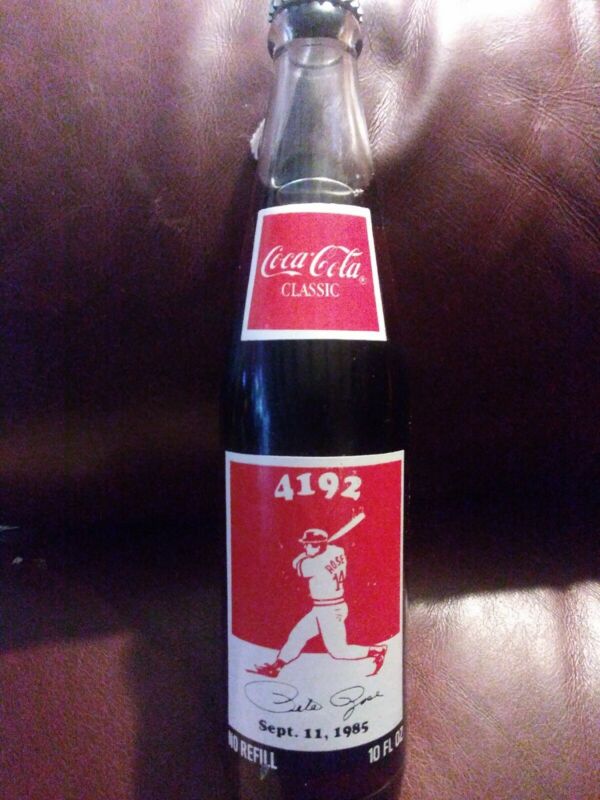 Coca-Cola®
CLASSIC
4192
ROSE
14
Pete Rose
Sept. 11, 1985
NO REFILL 10 FL OZ